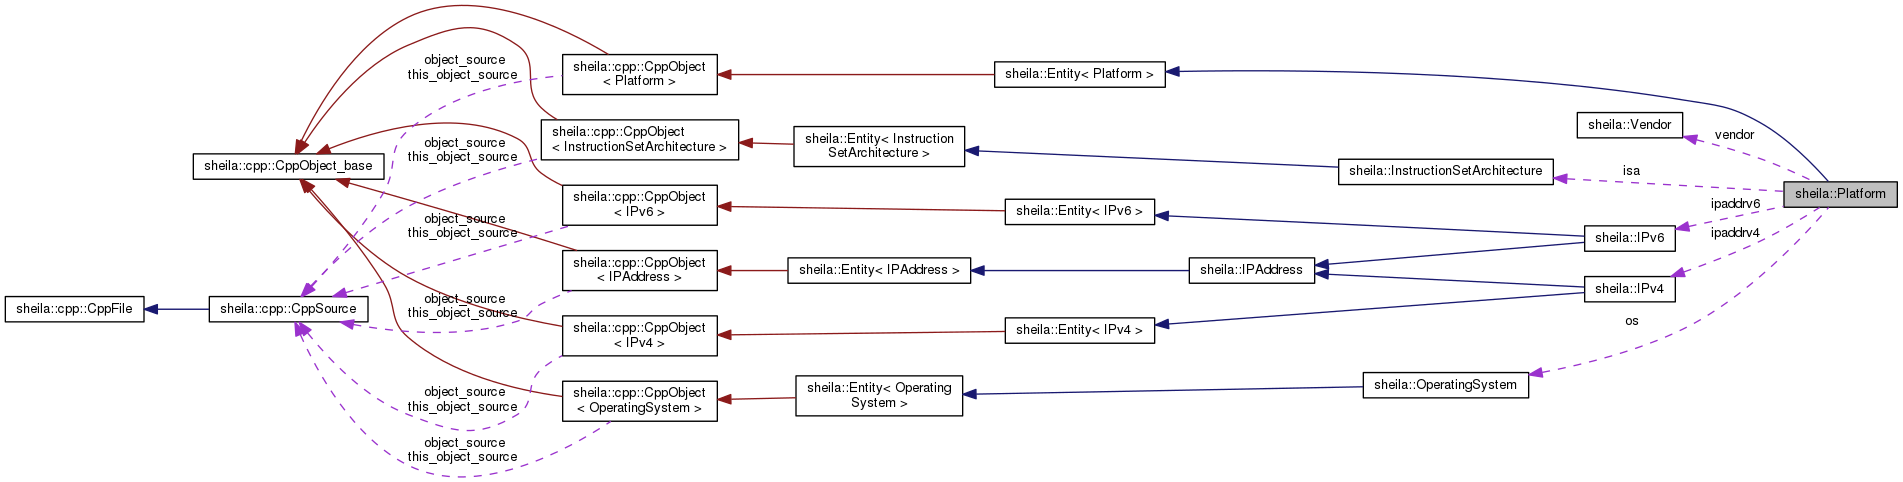 object_source
this_object_source
sheila::cpp::CppObject
< Platform >
sheila::Entity< Platform >
sheila::Vendor
vendor
sheila::cpp::CppObject
< InstructionSetArchitecture >
sheila::Entity< Instruction
SetArchitecture >
object_source
this_object_source
sheila::cpp::CppObject_base
sheila::InstructionSetArchitecture
isa
sheila::Platform
sheila::cpp::CppObject
< IPv6 >
sheila::Entity< IPv6 >
ipaddrv6
object_source
this_object_source
sheila::IPv6
ipaddrv4
sheila::cpp::CppObject
< IPAddress >
sheila::Entity< IPAddress >
sheila::IPAddress
sheila::IPv4
sheila::cpp::CppFile
sheila::cpp::CppSource
object_source
this_object_source
sheila::cpp::CppObject
< IPv4 >
sheila::Entity< IPv4 >
os
object_source
this_object_source
sheila::cpp::CppObject
< OperatingSystem >
sheila::Entity< Operating
System >
sheila::OperatingSystem
object_source
this_object_source